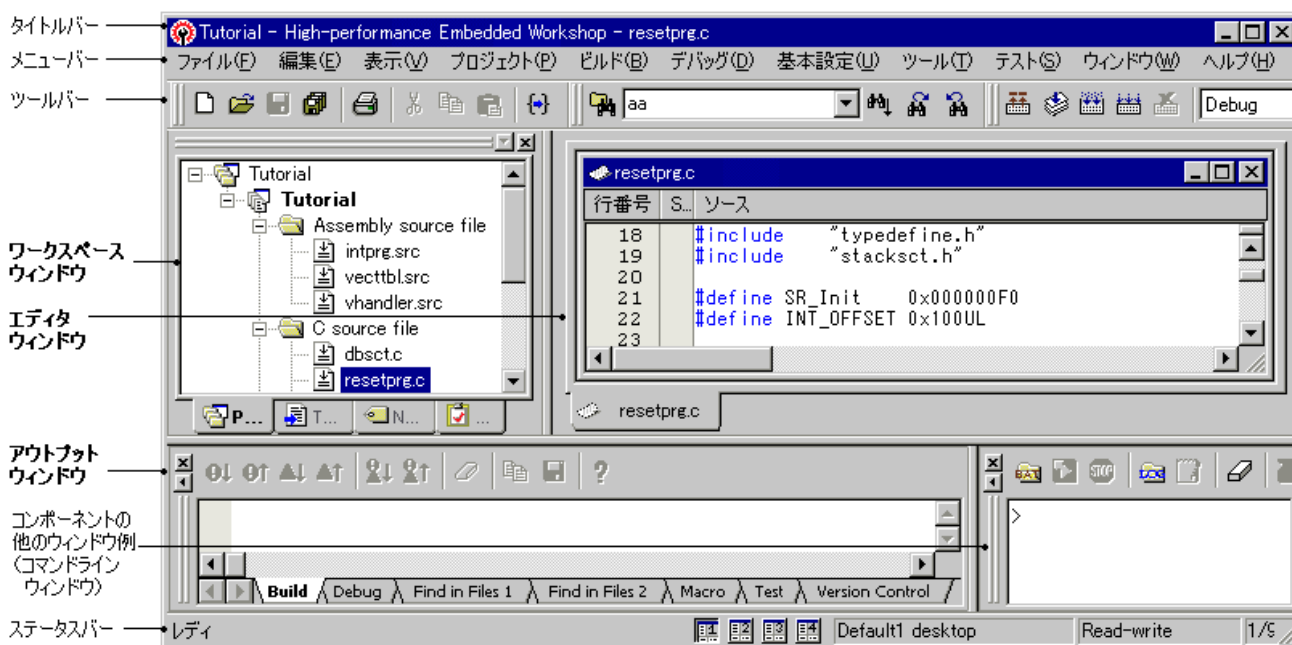 タイトルバー
Tutorial - High-performance Embedded Workshop - resetprg.c
メニューバー
ファイル(F) 編集(E) 表示(V) プロジェクト(P) ビルド(B) デバッグ(D) 基本設定(U) ツール(T) テスト(S) ウィンドウ(W) ヘルプ(H)
ツールバー
aa
Debug
ワークスペース
ウィンドウ
Tutorial
Tutorial
Assembly source file
intprg.src
vecttbl.src
vhandler.src
C source file
dbsct.c
resetprg.c
P... T... N... ...
エディタ
ウィンドウ
resetprg.c
行番号 S.. ソース
18 #include "typedefine.h"
19 #include "stacksct.h"
20
21 #define SR_Init 0x000000F0
22 #define INT_OFFSET 0x100UL
23
resetprg.c
アウトプット
ウィンドウ
BAT STOP LOG
>
Build Debug Find in Files 1 Find in Files 2 Macro Test Version Control
コンポーネントの
他のウィンドウ例
(コマンドライン
ウィンドウ)
ステータスバー
レディ 1 2 3 4 Default1 desktop Read-write 1/9